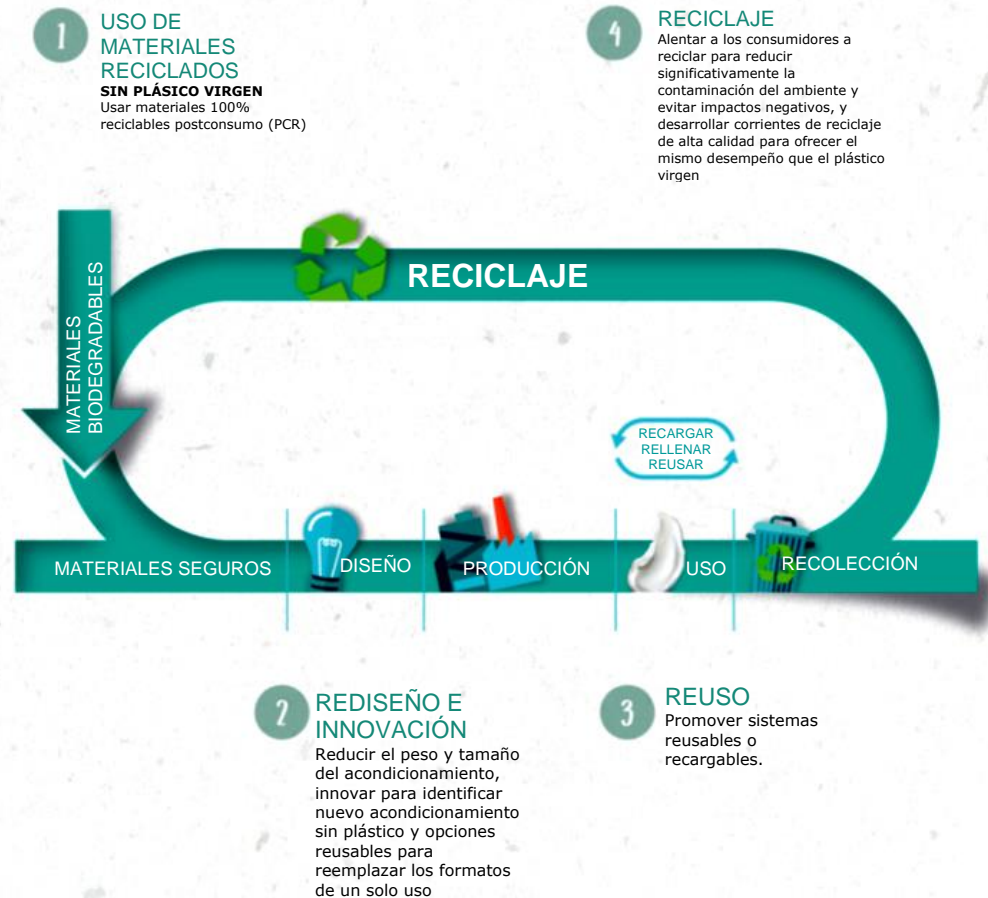 1
USO DE
MATERIALES
RECICLADOS
SIN PLÁSICO VIRGEN
Usar materiales 100%
reciclables postconsumo (PCR)
4
RECICLAJE
Alentar a los consumidores a
reciclar para reducir
significativamente la
contaminación del ambiente y
evitar impactos negativos, y
desarrollar corrientes de reciclaje
de alta calidad para ofrecer el
mismo desempeño que el plástico
virgen
MATERIALES
BIODEGRADABLES
RECICLAJE
RECARGAR
RELLENAR
REUSAR
MATERIALES SEGUROS
DISEÑO
PRODUCCIÓN
USO
RECOLECCIÓN
2
REDISEÑO E
INNOVACIÓN
Reducir el peso y tamaño
del acondicionamiento,
innovar para identificar
nuevo acondicionamiento
sin plástico y opciones
reusables para
reemplazar los formatos
de un solo uso
3
REUSO
Promover sistemas
reusables o
recargables.